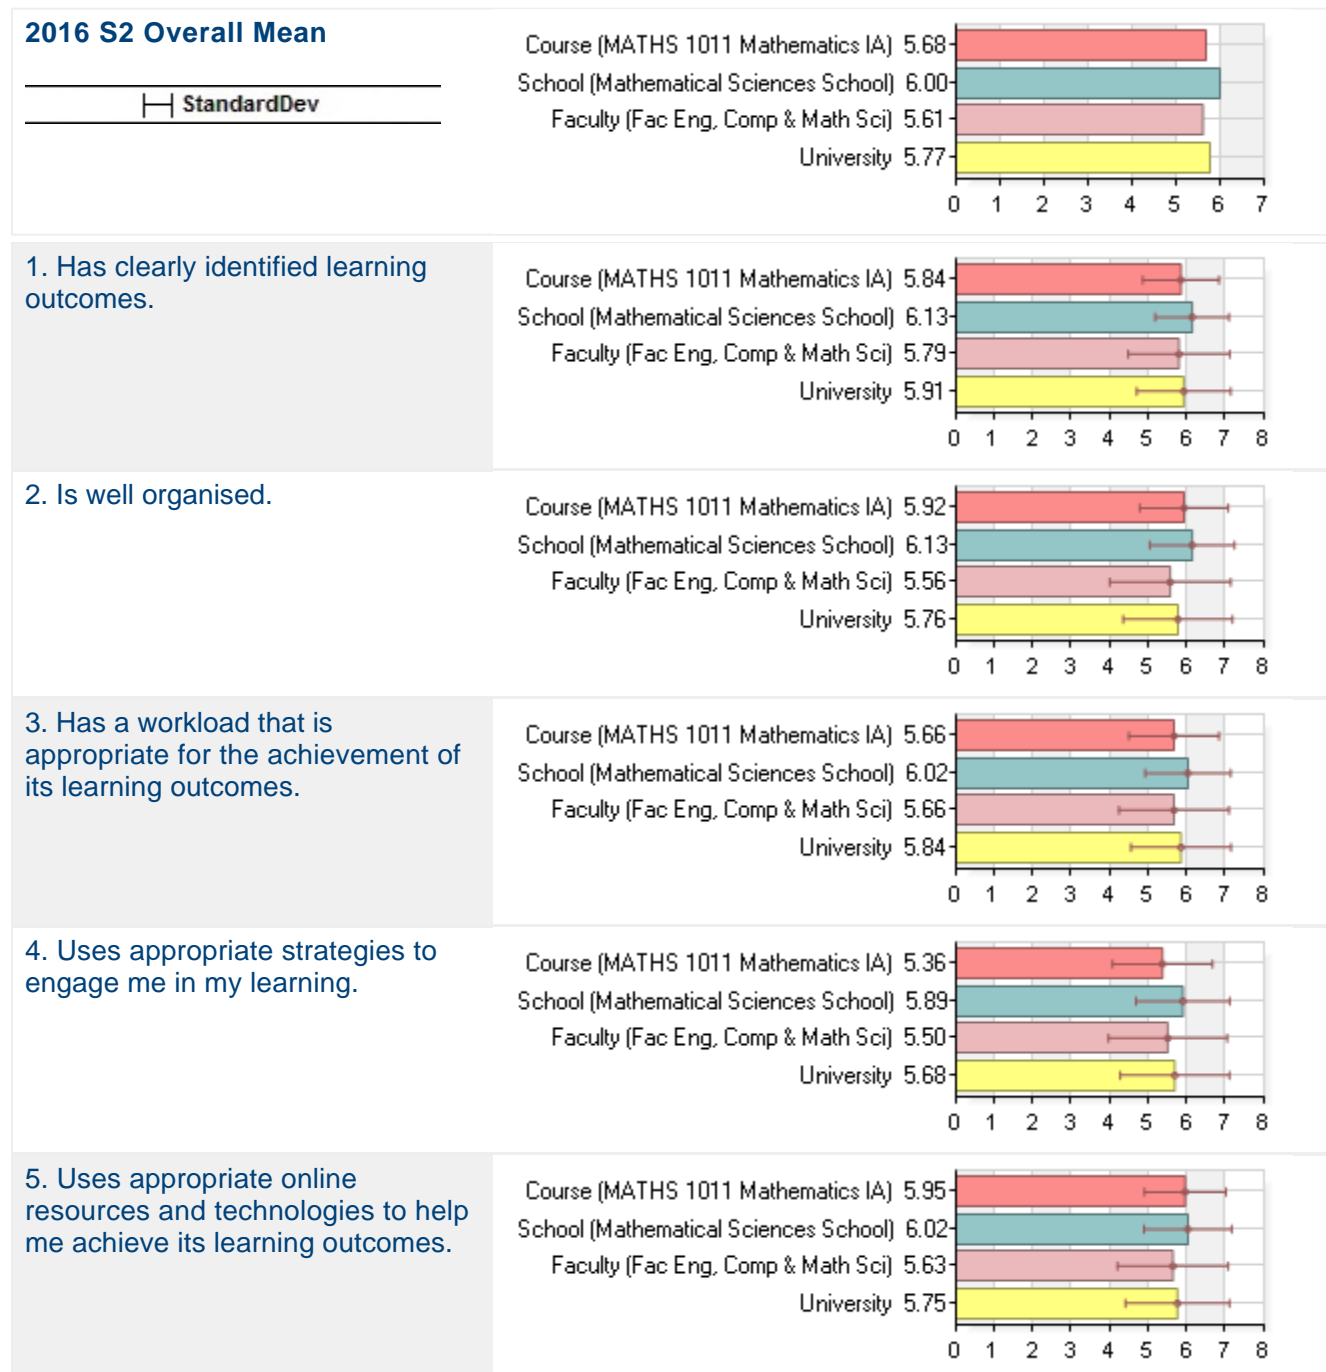 2016 S2 Overall Mean
StandardDev
Course (MATHS 1011 Mathematics IA) 5.68
School (Mathematical Sciences School) 6.00
Faculty (Fac Eng, Comp & Math Sci) 5.61
University 5.77
0 1 2 3 4 5 6 7
1. Has clearly identified learning
outcomes.
Course (MATHS 1011 Mathematics IA) 5.84
School (Mathematical Sciences School) 6.13
Faculty (Fac Eng, Comp & Math Sci) 5.79
University 5.91
0 1 2 3 4 5 6 7 8
2. Is well organised.
Course (MATHS 1011 Mathematics IA) 5.92
School (Mathematical Sciences School) 6.13
Faculty (Fac Eng, Comp & Math Sci) 5.56
University 5.76
0 1 2 3 4 5 6 7 8
3. Has a workload that is
appropriate for the achievement of
its learning outcomes.
Course (MATHS 1011 Mathematics IA) 5.66
School (Mathematical Sciences School) 6.02
Faculty (Fac Eng, Comp & Math Sci) 5.66
University 5.84
0 1 2 3 4 5 6 7 8
4. Uses appropriate strategies to
engage me in my learning.
Course (MATHS 1011 Mathematics IA) 5.36
School (Mathematical Sciences School) 5.89
Faculty (Fac Eng, Comp & Math Sci) 5.50
University 5.68
0 1 2 3 4 5 6 7 8
5. Uses appropriate online
resources and technologies to help
me achieve its learning outcomes.
Course (MATHS 1011 Mathematics IA) 5.95
School (Mathematical Sciences School) 6.02
Faculty (Fac Eng, Comp & Math Sci) 5.63
University 5.75
0 1 2 3 4 5 6 7 8